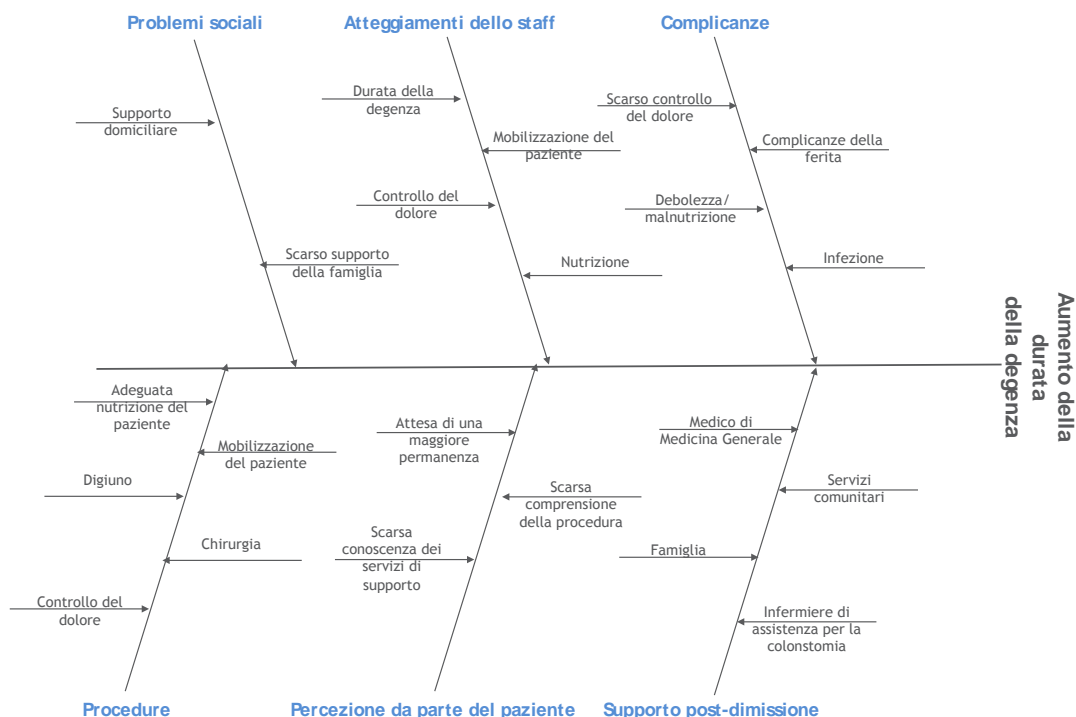 Problemi sociali
Atteggiamenti dello staff
Complicanze
Supporto
domiciliare
Scarso supporto
della famiglia
Durata della
degenza
Mobilizzazione del
paziente
Controllo del
dolore
Nutrizione
Scarso controllo
del dolore
Complicanze della
ferita
Debolezza/
malnutrizione
Infezione
Aumento della
durata
della degenza
Adeguata
nutrizione del
paziente
Mobilizzazione
del paziente
Digiuno
Chirurgia
Controllo del
dolore
Attesa di una
maggiore
permanenza
Scarsa
comprensione
della procedura
Scarsa
conoscenza dei
servizi di
supporto
Medico di
Medicina Generale
Servizi
comunitari
Famiglia
Infermiere di
assistenza per la
colonstomia
Procedure
Percezione da parte del paziente
Supporto post-dimissione